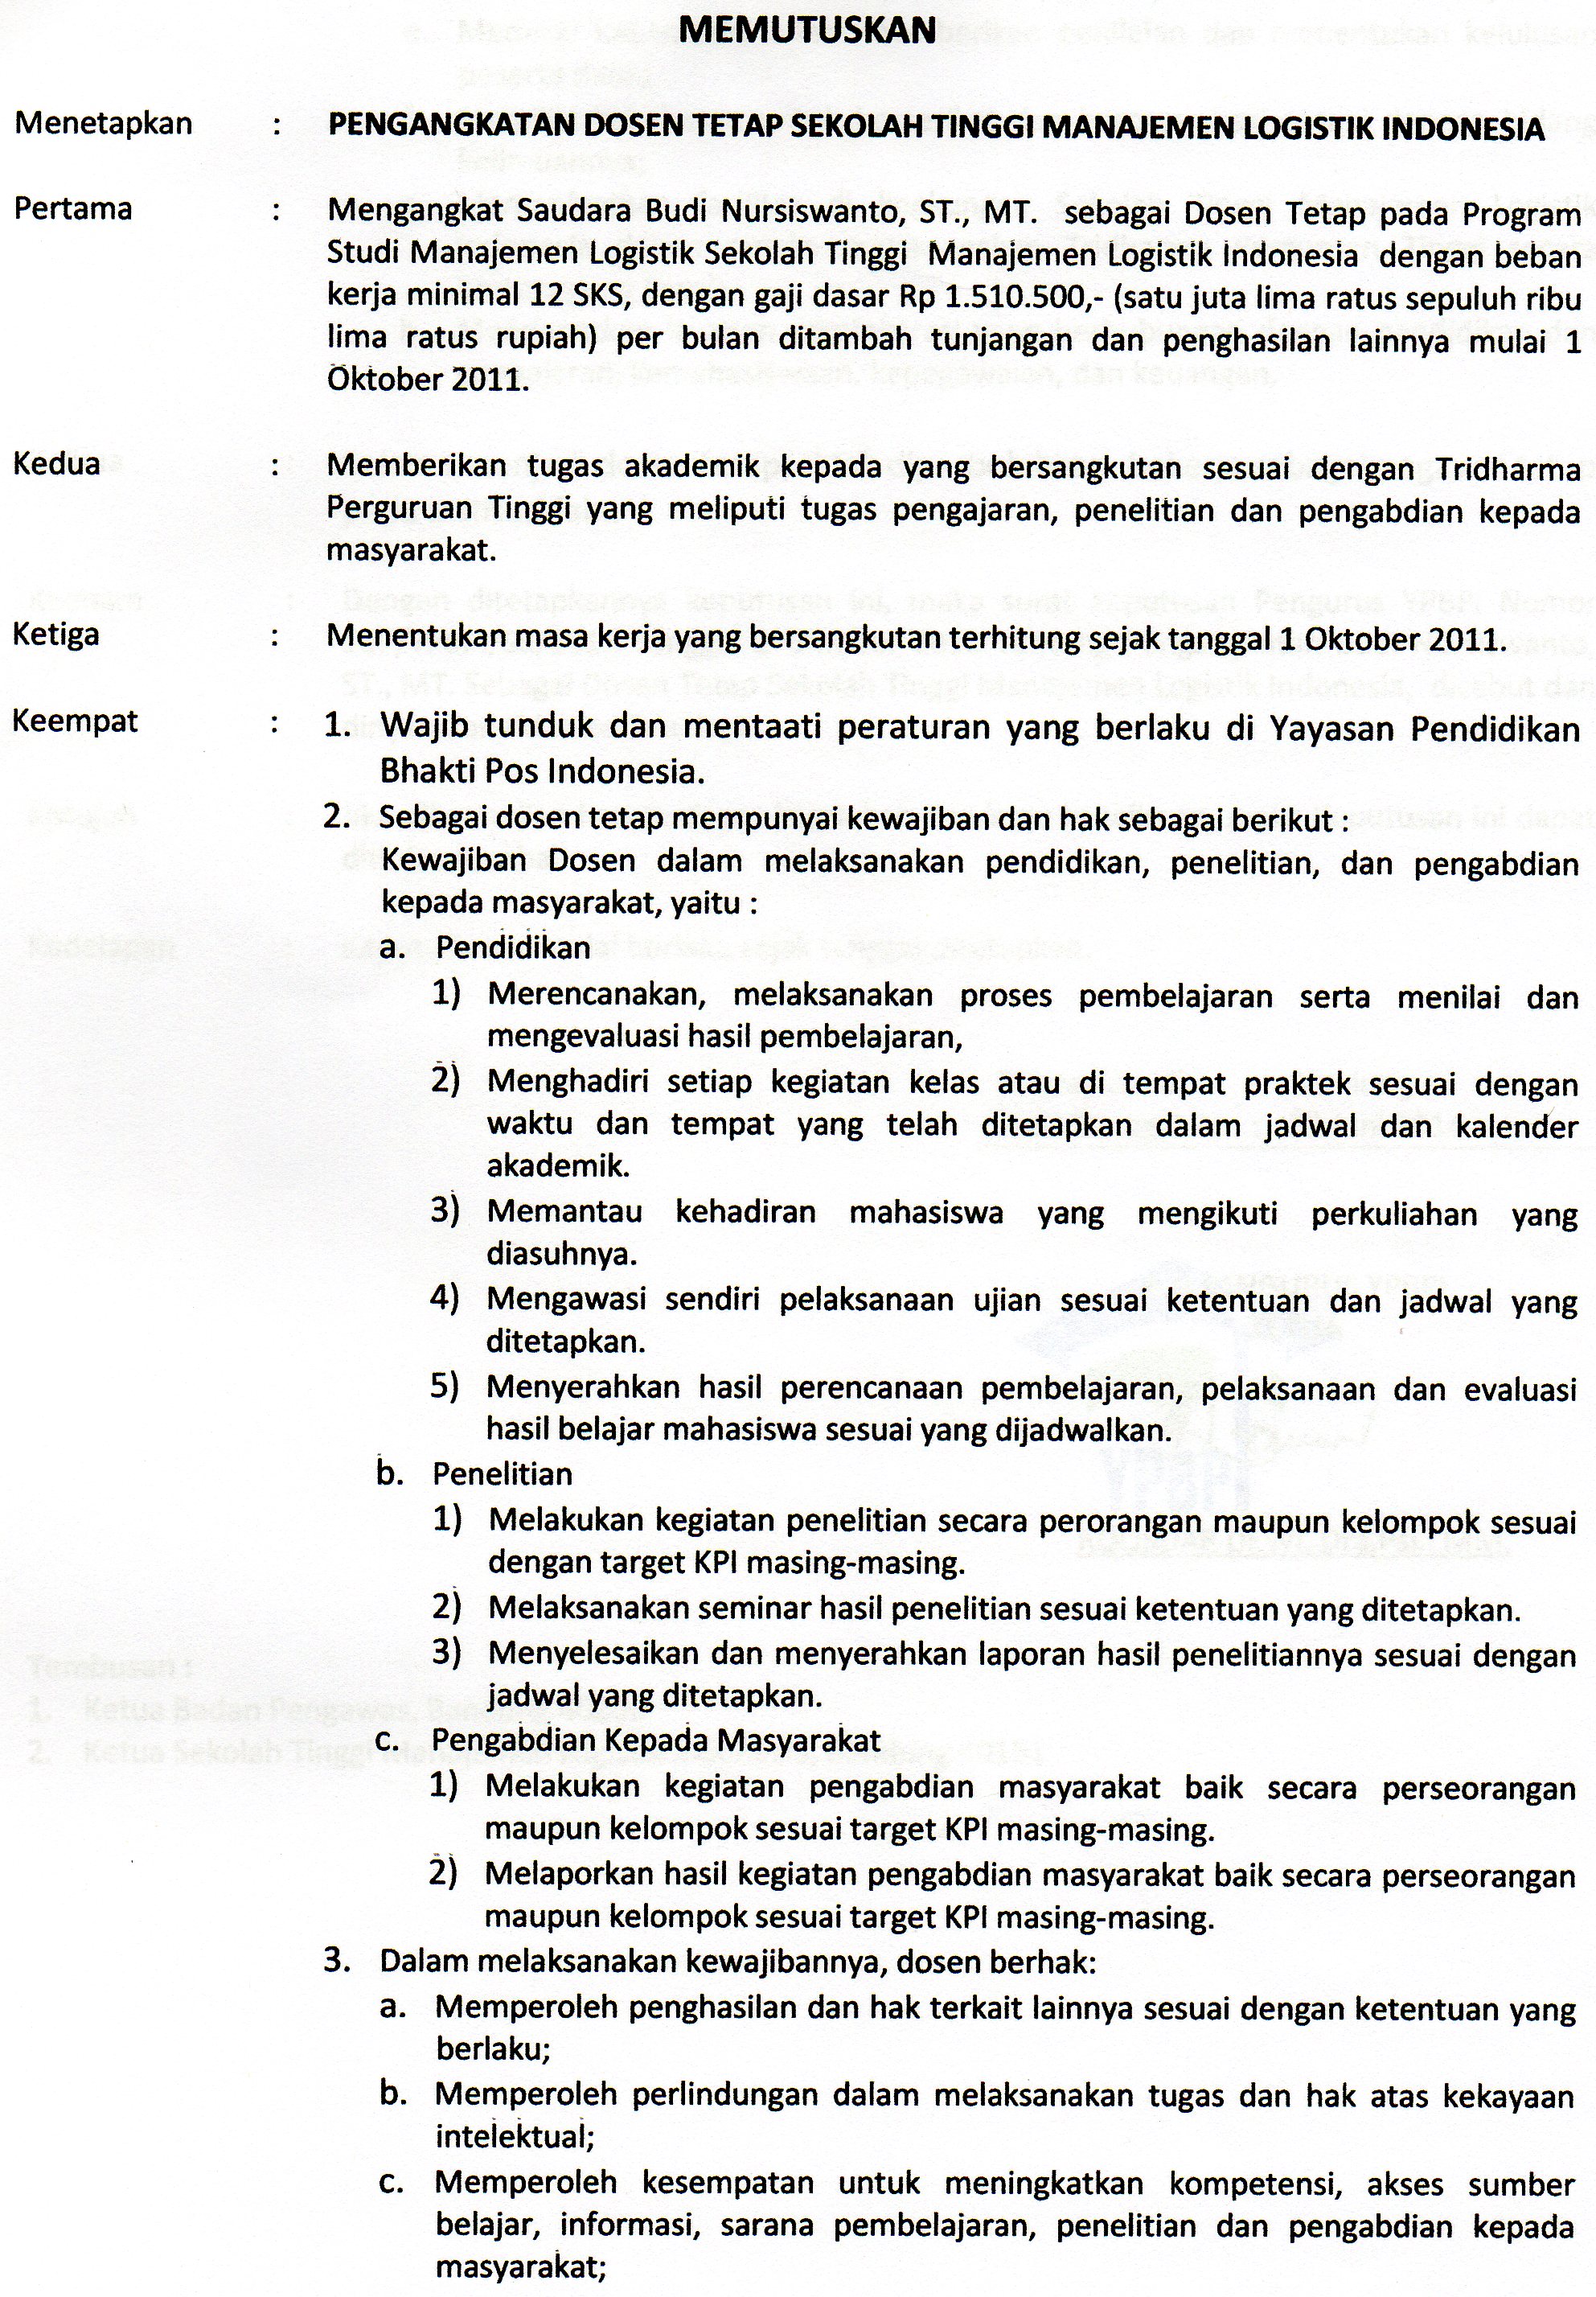 MEMUTUSKAN
Menetapkan : PENGANGKATAN DOSEN TETAP SEKOLAH TINGGI MANAJEMEN LOGISTIK INDONESIA
Pertama : Mengangkat Saudara Budi Nursiswanto, ST., MT. sebagai Dosen Tetap pada Program
Studi Manajemen Logistik Sekolah Tinggi Manajemen Logistik Indonesia dengan beban
kerja minimal 12 SKS, dengan gaji dasar Rp 1.510.500,- (satu juta lima ratus sepuluh ribu
lima ratus rupiah) per bulan ditambah tunjangan dan penghasilan lainnya mulai 1
Oktober 2011.
Kedua : Memberikan tugas akademik kepada yang bersangkutan sesuai dengan Tridharma
Perguruan Tinggi yang meliputi tugas pengajaran, penelitian dan pengabdian kepada
masyarakat.
Ketiga : Menentukan masa kerja yang bersangkutan terhitung sejak tanggal 1 Oktober 2011.
Keempat : 1. Wajib tunduk dan mentaati peraturan yang berlaku di Yayasan Pendidikan
Bhakti Pos Indonesia.
2. Sebagai dosen tetap mempunyai kewajiban dan hak sebagai berikut :
Kewajiban Dosen dalam melaksanakan pendidikan, penelitian, dan pengabdian
kepada masyarakat, yaitu :
a. Pendidikan
1) Merencanakan, melaksanakan proses pembelajaran serta menilai dan
mengevaluasi hasil pembelajaran,
2) Menghadiri setiap kegiatan kelas atau di tempat praktek sesuai dengan
waktu dan tempat yang telah ditetapkan dalam jadwal dan kalender
akademik.
3) Memantau kehadiran mahasiswa yang mengikuti perkuliahan yang
diasuhnya.
4) Mengawasi sendiri pelaksanaan ujian sesuai ketentuan dan jadwal yang
ditetapkan.
5) Menyerahkan hasil perencanaan pembelajaran, pelaksanaan dan evaluasi
hasil belajar mahasiswa sesuai yang dijadwalkan.
b. Penelitian
1) Melakukan kegiatan penelitian secara perorangan maupun kelompok sesuai
dengan target KPI masing-masing.
2) Melaksanakan seminar hasil penelitian sesuai ketentuan yang ditetapkan.
3) Menyelesaikan dan menyerahkan laporan hasil penelitiannya sesuai dengan
jadwal yang ditetapkan.
c. Pengabdian Kepada Masyarakat
1) Melakukan kegiatan pengabdian masyarakat baik secara perseorangan
maupun kelompok sesuai target KPI masing-masing.
2) Melaporkan hasil kegiatan pengabdian masyarakat baik secara perseorangan
maupun kelompok sesuai target KPI masing-masing.
3. Dalam melaksanakan kewajibannya, dosen berhak:
a. Memperoleh penghasilan dan hak terkait lainnya sesuai dengan ketentuan yang
berlaku;
b. Memperoleh perlindungan dalam melaksanakan tugas dan hak atas kekayaan
intelektual;
c. Memperoleh kesempatan untuk meningkatkan kompetensi, akses sumber
belajar, informasi, sarana pembelajaran, penelitian dan pengabdian kepada
masyarakat;